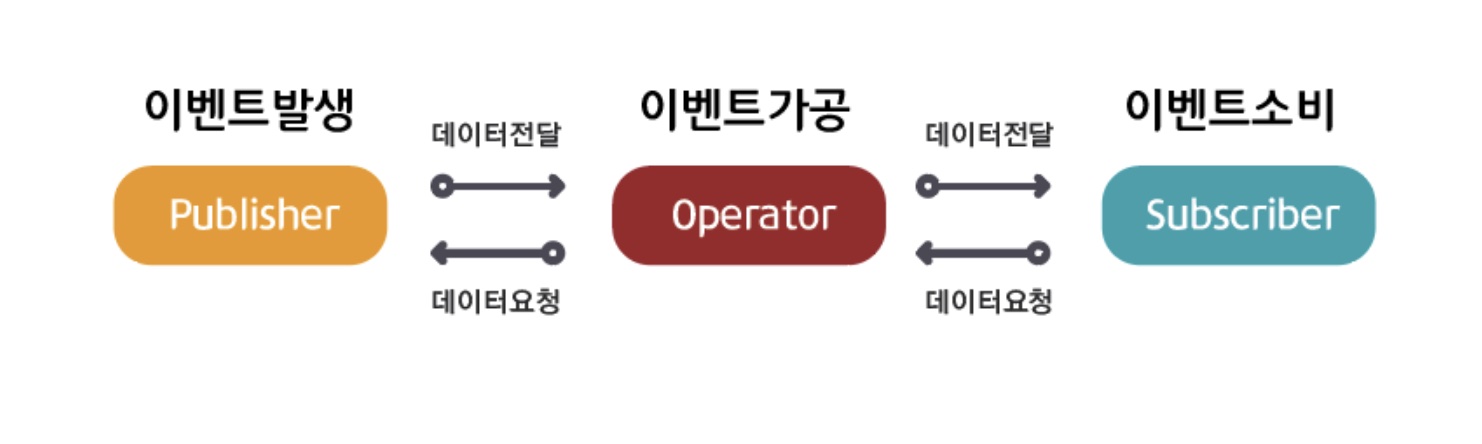 이벤트발생
이벤트가공
이벤트소비
데이터전달
데이터전달
Publisher
Operator
Subscriber
데이터요청
데이터요청